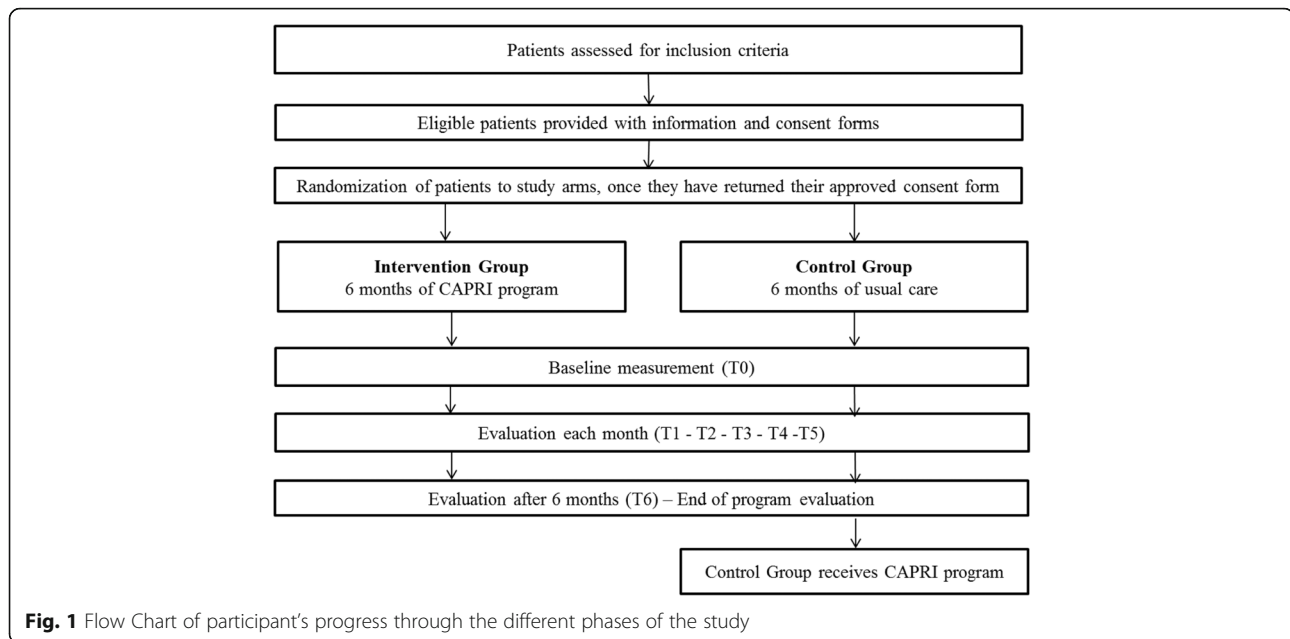 Patients assessed for inclusion criteria
Eligible patients provided with information and consent forms
Randomization of patients to study arms, once they have returned their approved consent form
Intervention Group
6 months of CAPRI program
Control Group
6 months of usual care
Baseline measurement (T0)
Evaluation each month (T1 - T2 - T3 - T4 -T5)
Evaluation after 6 months (T6) – End of program evaluation
Control Group receives CAPRI program
Fig. 1 Flow Chart of participant’s progress through the different phases of the study